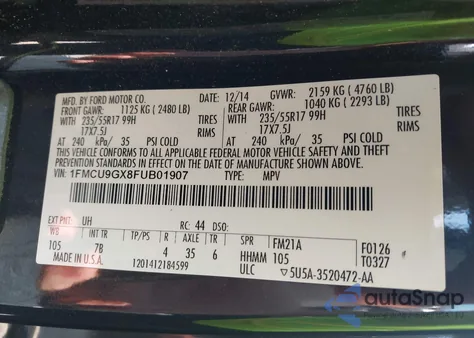 MFD. BY FORD MOTOR CO. 12/14 GVWR: 2159 KG ( 4760 LB)
FRONT GAWR: 1125 KG ( 2480 LB) REAR GAWR: 1040 KG ( 2293 LB)
WITH 235/55R17 99H TIRES WITH 235/55R17 99H TIRES
17X7.5J RIMS 17X7.5J RIMS
AT 240 kPa/ 35 PSI COLD AT 240 kPa/ 35 PSI COLD
THIS VEHICLE CONFORMS TO ALL APPLICABLE FEDERAL MOTOR VEHICLE SAFETY AND BUMPER STANDARDS IN EFFECT ON THE DATE OF MANUFACTURE SHOWN ABOVE.
VIN: 1FMCU9GX8FUB01907 TYPE: MPV
EXT PNT: UH RC: 44 DSO:
WB INT TR TP/PS R AXLE TR SPR FM21A F0126
105 7B 4 35 6 HHMM 105 T0327
MADE IN U.S.A. 1201412184599 ULC ▽5U5A-3520472-AA
autoSnap